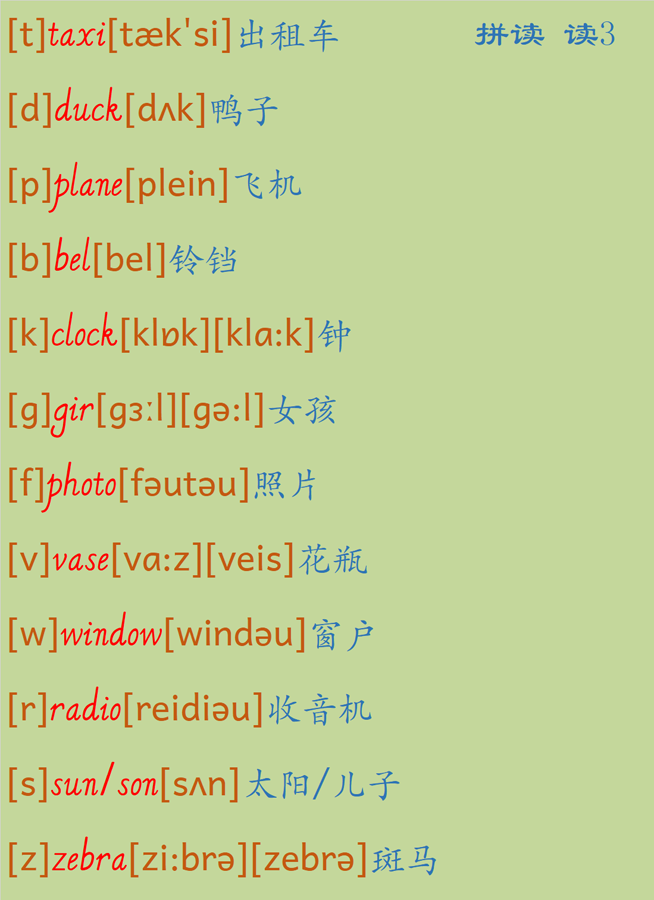 [t]taxi[tæk'si]出租车 拼读 读3
[d]duck[dʌk]鸭子
[p]plane[plein]飞机
[b]bel[bel]铃铛
[k]clock[klɒk][klɑ:k]钟
[g]gir[gɜːl][gə:l]女孩
[f]photo[fəutəu]照片
[v]vase[vɑ:z][veis]花瓶
[w]window[windəu]窗户
[r]radio[reidiəu]收音机
[s]sun/son[sʌn]太阳/儿子
[z]zebra[zi:brə][zebrə]斑马